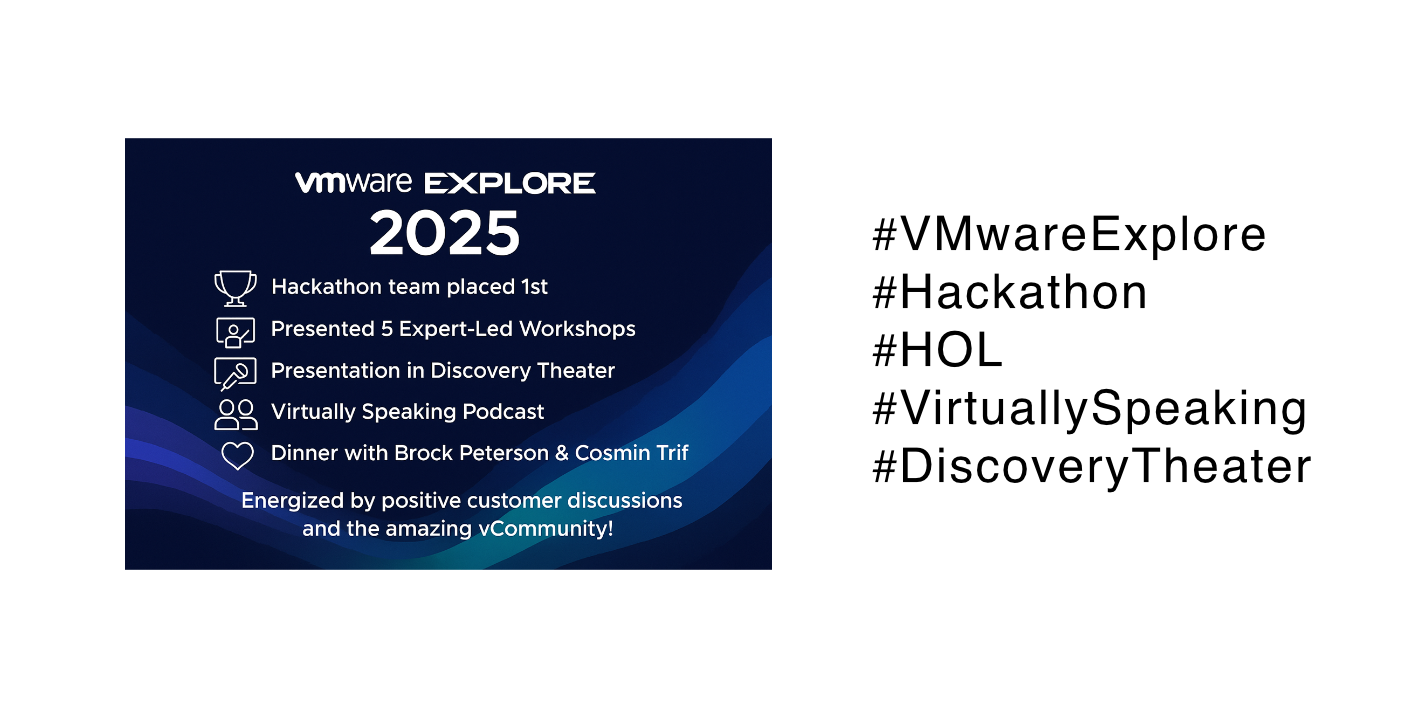 vmware EXPLORE
2025
Hackathon team placed 1st
Presented 5 Expert-Led Workshops
Presentation in Discovery Theater
Virtually Speaking Podcast
Dinner with Brock Peterson & Cosmin Trif
Energized by positive customer discussions
and the amazing vCommunity!
#VMwareExplore
#Hackathon
#HOL
#VirtuallySpeaking
#DiscoveryTheater